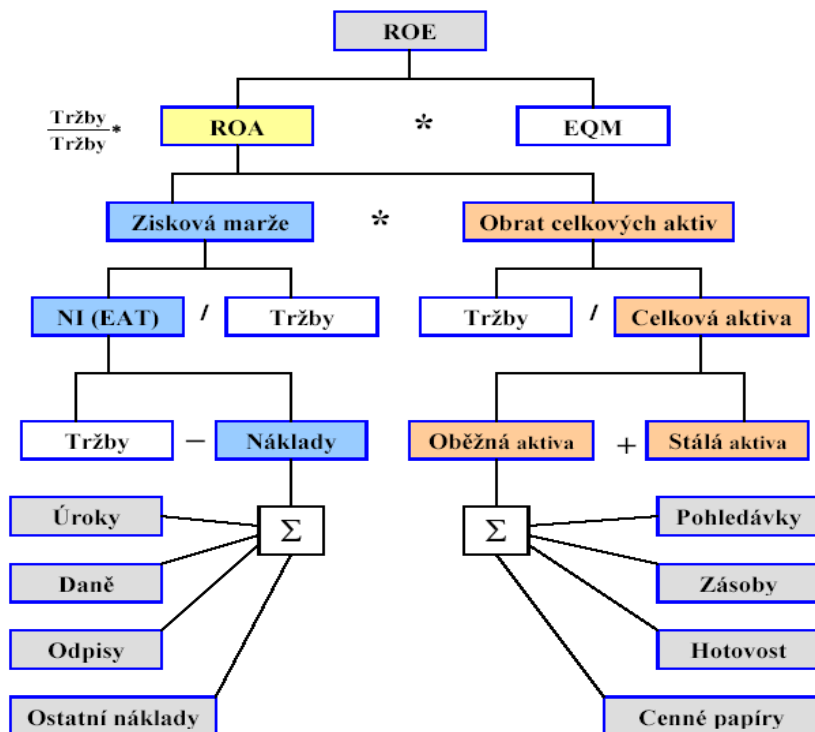 ROE
Tržby
Tržby
*
ROA
*
EQM
Zisková marže
*
Obrat celkových aktiv
NI (EAT)
/
Tržby
Tržby
/
Celková aktiva
Tržby
–
Náklady
Oběžná aktiva
+
Stálá aktiva
Úroky
Σ
Σ
Pohledávky
Daně
Zásoby
Odpisy
Hotovost
Ostatní náklady
Cenné papíry